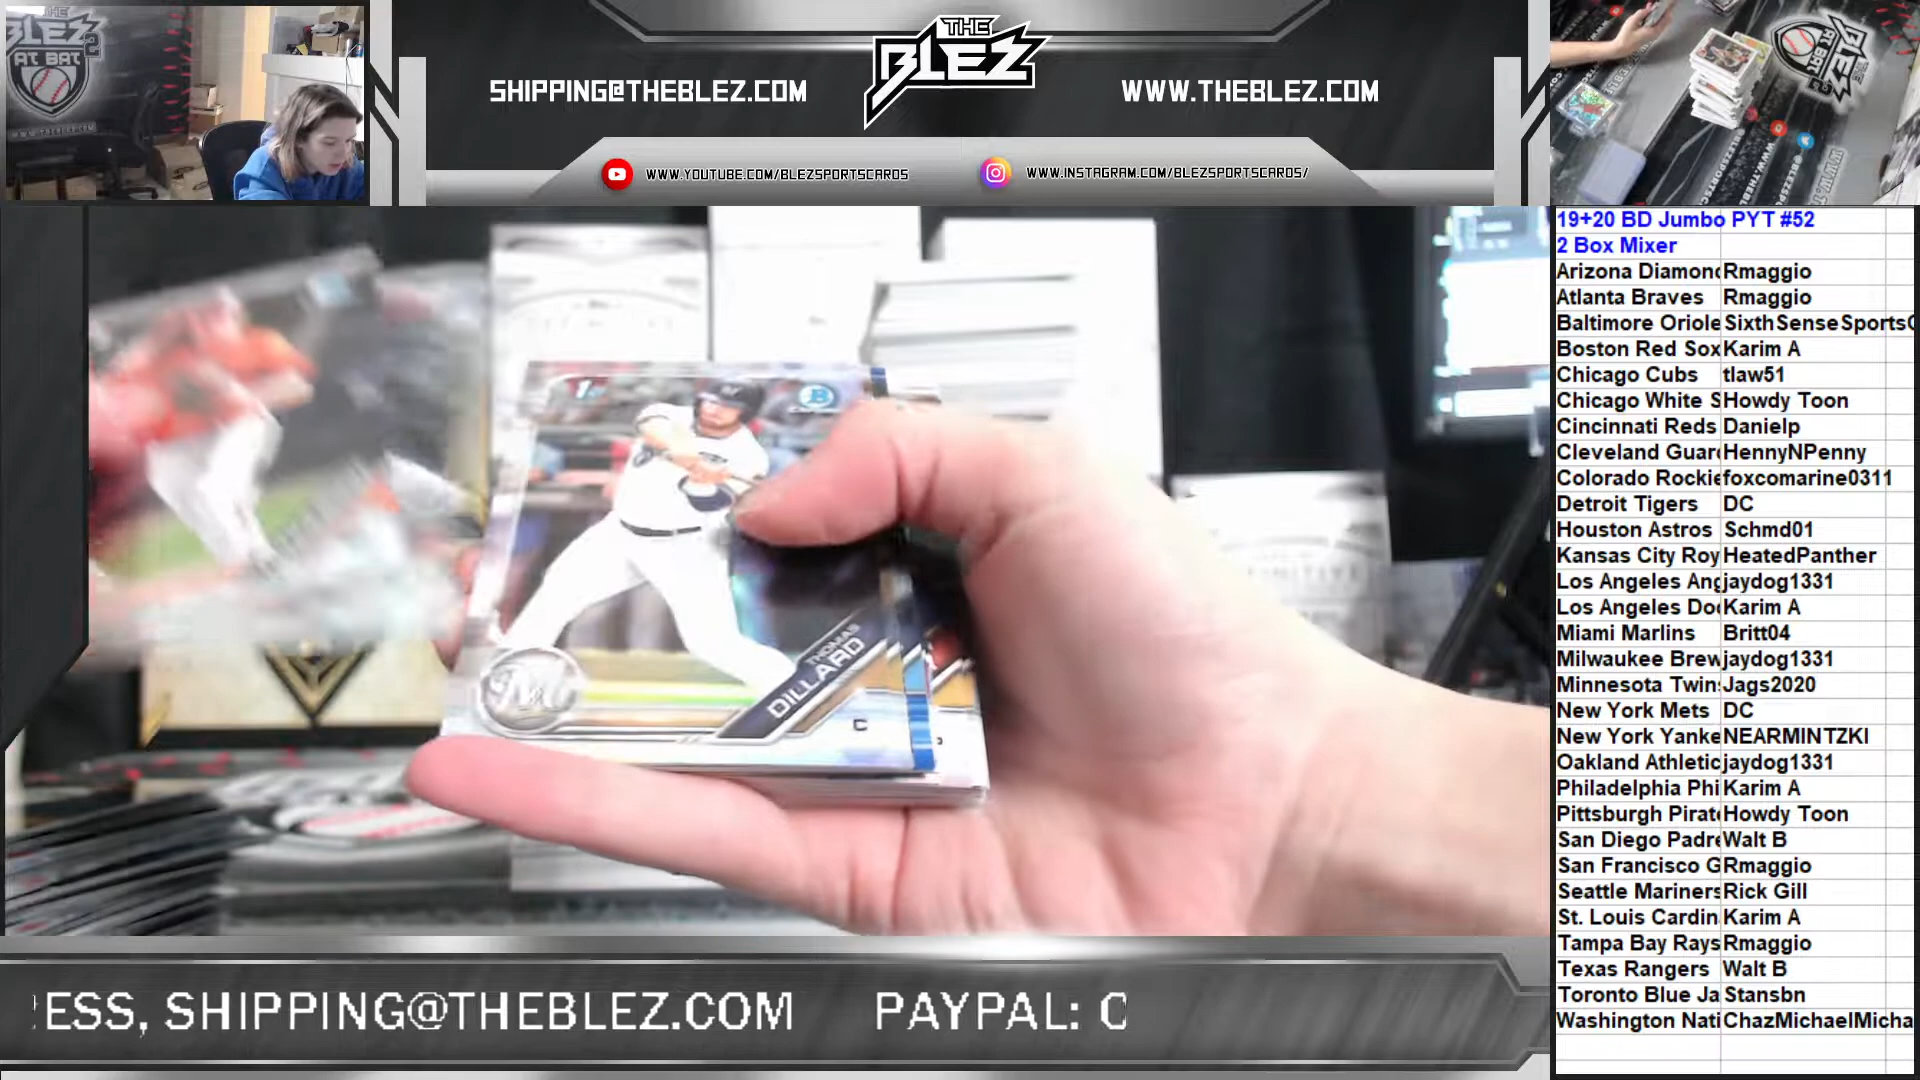 THE
BLEZ
SHIPPING@THEBLEZ.COM
WWW.THEBLEZ.COM
WWW.YOUTUBE.COM/BLEZSPORTSCARDS
WWW.INSTAGRAM.COM/BLEZSPORTSCARDS/
BLEZ
AT BAT
19+20 BD Jumbo PYT #52
2 Box Mixer
Arizona Diamond Rmaggio
Atlanta Braves Rmaggio
Baltimore Oriole SixthSenseSportsC
Boston Red Sox Karim A
Chicago Cubs tlaw51
Chicago White S Howdy Toon
Cincinnati Reds Danielp
Cleveland Guar HennyNPenny
Colorado Rockie foxcomarine0311
Detroit Tigers DC
Houston Astros Schmd01
Kansas City Roy HeatedPanther
Los Angeles Ang jaydog1331
Los Angeles Do Karim A
Miami Marlins Britt04
Milwaukee Brew jaydog1331
Minnesota Twins Jags2020
New York Mets DC
New York Yanke NEARMINTZKI
Oakland Athletic jaydog1331
Philadelphia Phi Karim A
Pittsburgh Pirat Howdy Toon
San Diego Padre Walt B
San Francisco G Rmaggio
Seattle Mariners Rick Gill
St. Louis Cardin Karim A
Tampa Bay Rays Rmaggio
Texas Rangers Walt B
Toronto Blue Ja Stansbn
Washington Nati ChazMichaelMicha
THOMAS
DILLARD
C
ESS, SHIPPING@THEBLEZ.COM PAYPAL: C